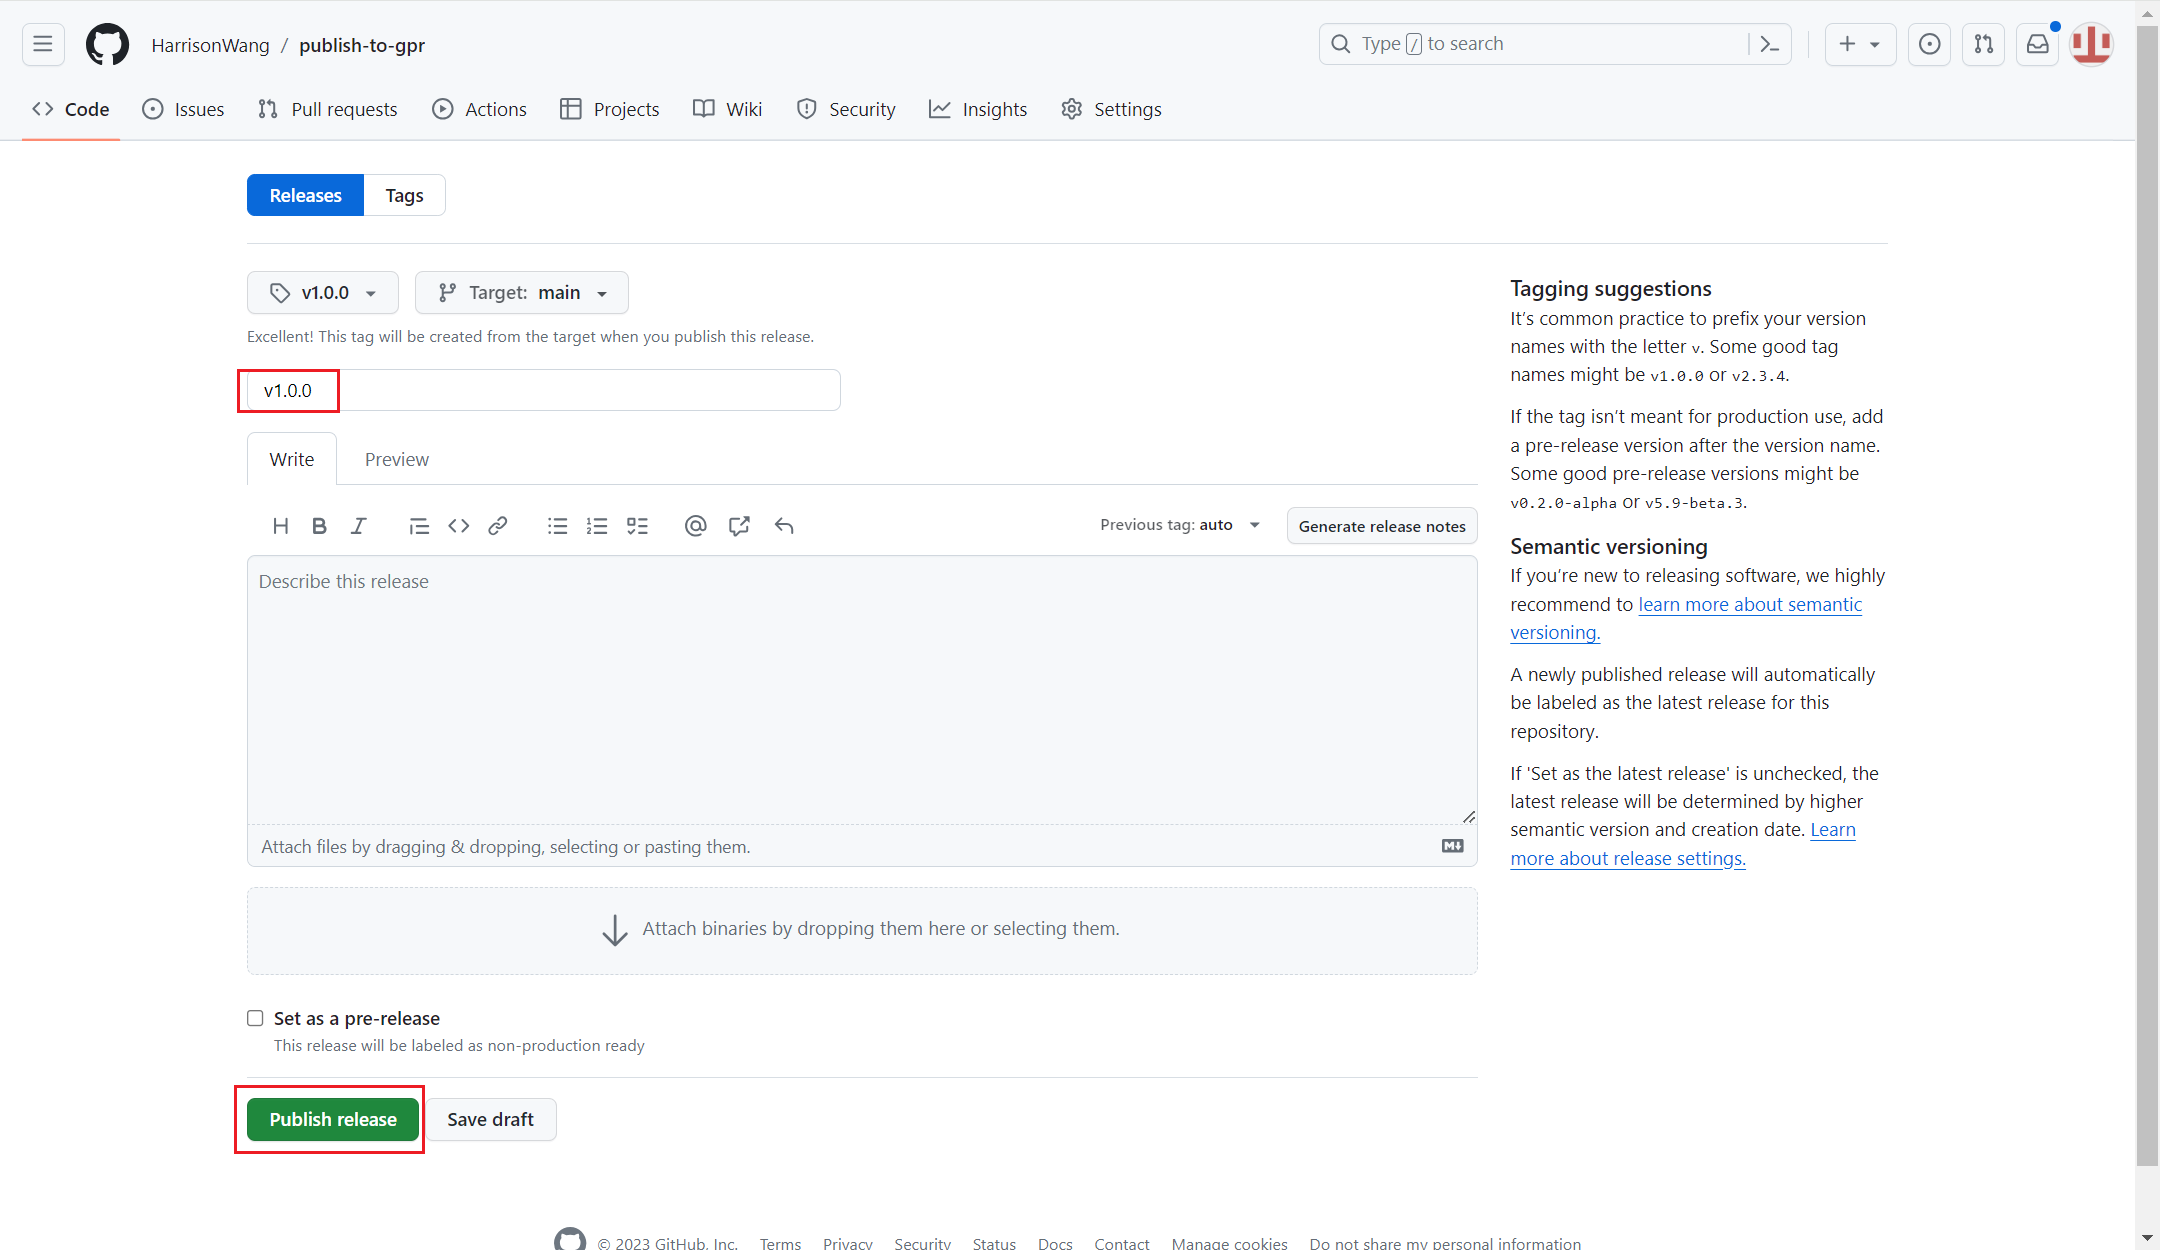 HarrisonWang / publish-to-gpr
Type / to search
Code Issues Pull requests Actions Projects Wiki Security Insights Settings
Releases Tags
v1.0.0 Target: main
Excellent! This tag will be created from the target when you publish this release.
v1.0.0
Write Preview
Previous tag: auto Generate release notes
Describe this release
Attach files by dragging & dropping, selecting or pasting them.
Attach binaries by dropping them here or selecting them.
Set as a pre-release
This release will be labeled as non-production ready
Publish release Save draft
Tagging suggestions
It’s common practice to prefix your version
names with the letter v. Some good tag
names might be v1.0.0 or v2.3.4.
If the tag isn’t meant for production use, add
a pre-release version after the version name.
Some good pre-release versions might be
v0.2.0-alpha or v5.9-beta.3.
Semantic versioning
If you’re new to releasing software, we highly
recommend to learn more about semantic
versioning.
A newly published release will automatically
be labeled as the latest release for this
repository.
If 'Set as the latest release' is unchecked, the
latest release will be determined by higher
semantic version and creation date. Learn
more about release settings.
© 2023 GitHub, Inc. Terms Privacy Security Status Docs Contact Manage cookies Do not share my personal information